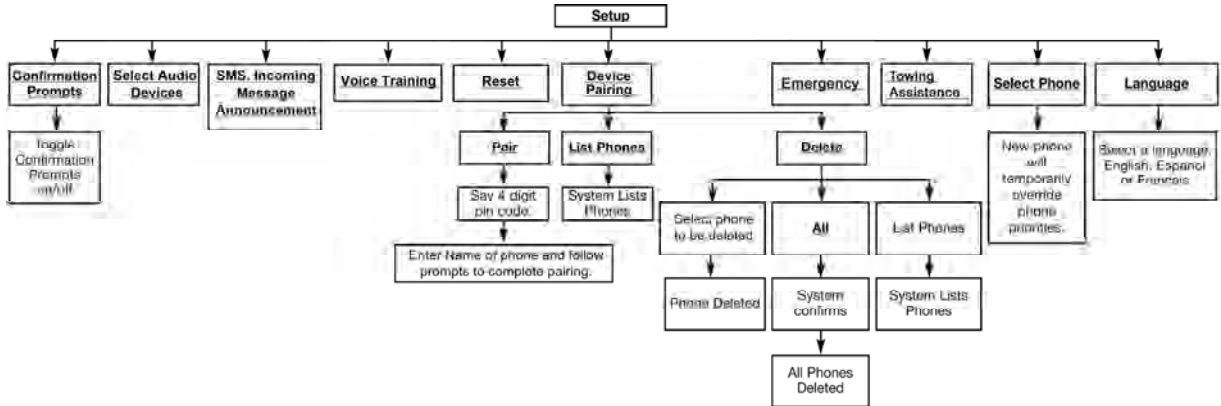 Setup
Confirmation
Prompts
Select Audio
Devices
SMS, Incoming
Message
Announcement
Voice Training
Reset
Device
Pairing
Emergency
Towing
Assistance
Select Phone
Language
Toggle
Confirmation
Prompts
on/off
Pair
List Phones
Delete
New phone
will
temporarily
override
phone
priorities.
Select a language,
English, Espanol
or Francais
Say 4 digit
pin code.
System Lists
Phones
Select phone
to be deleted
All
List Phones
Enter Name of phone and follow
prompts to complete pairing.
Phone Deleted
System
confirms
System Lists
Phones
All Phones
Deleted